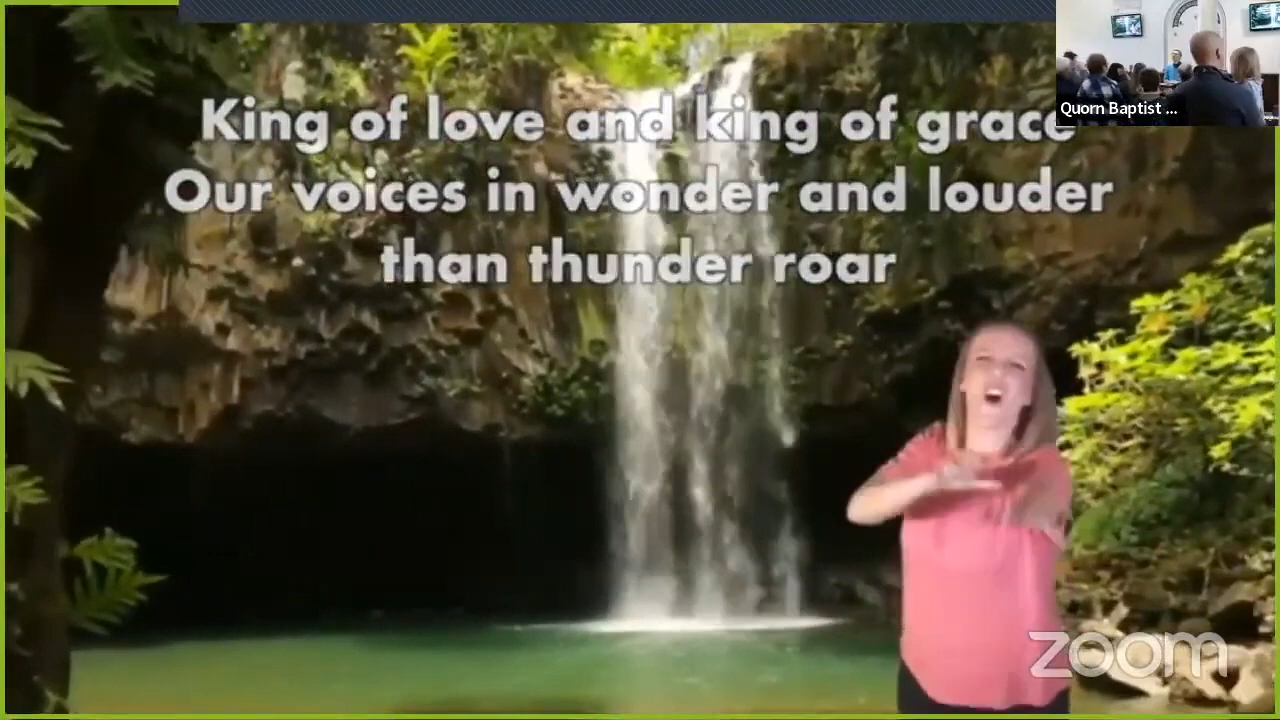 King of love and king of grace
Our voices in wonder and louder
than thunder roar
Quorn Baptist ...
zoom